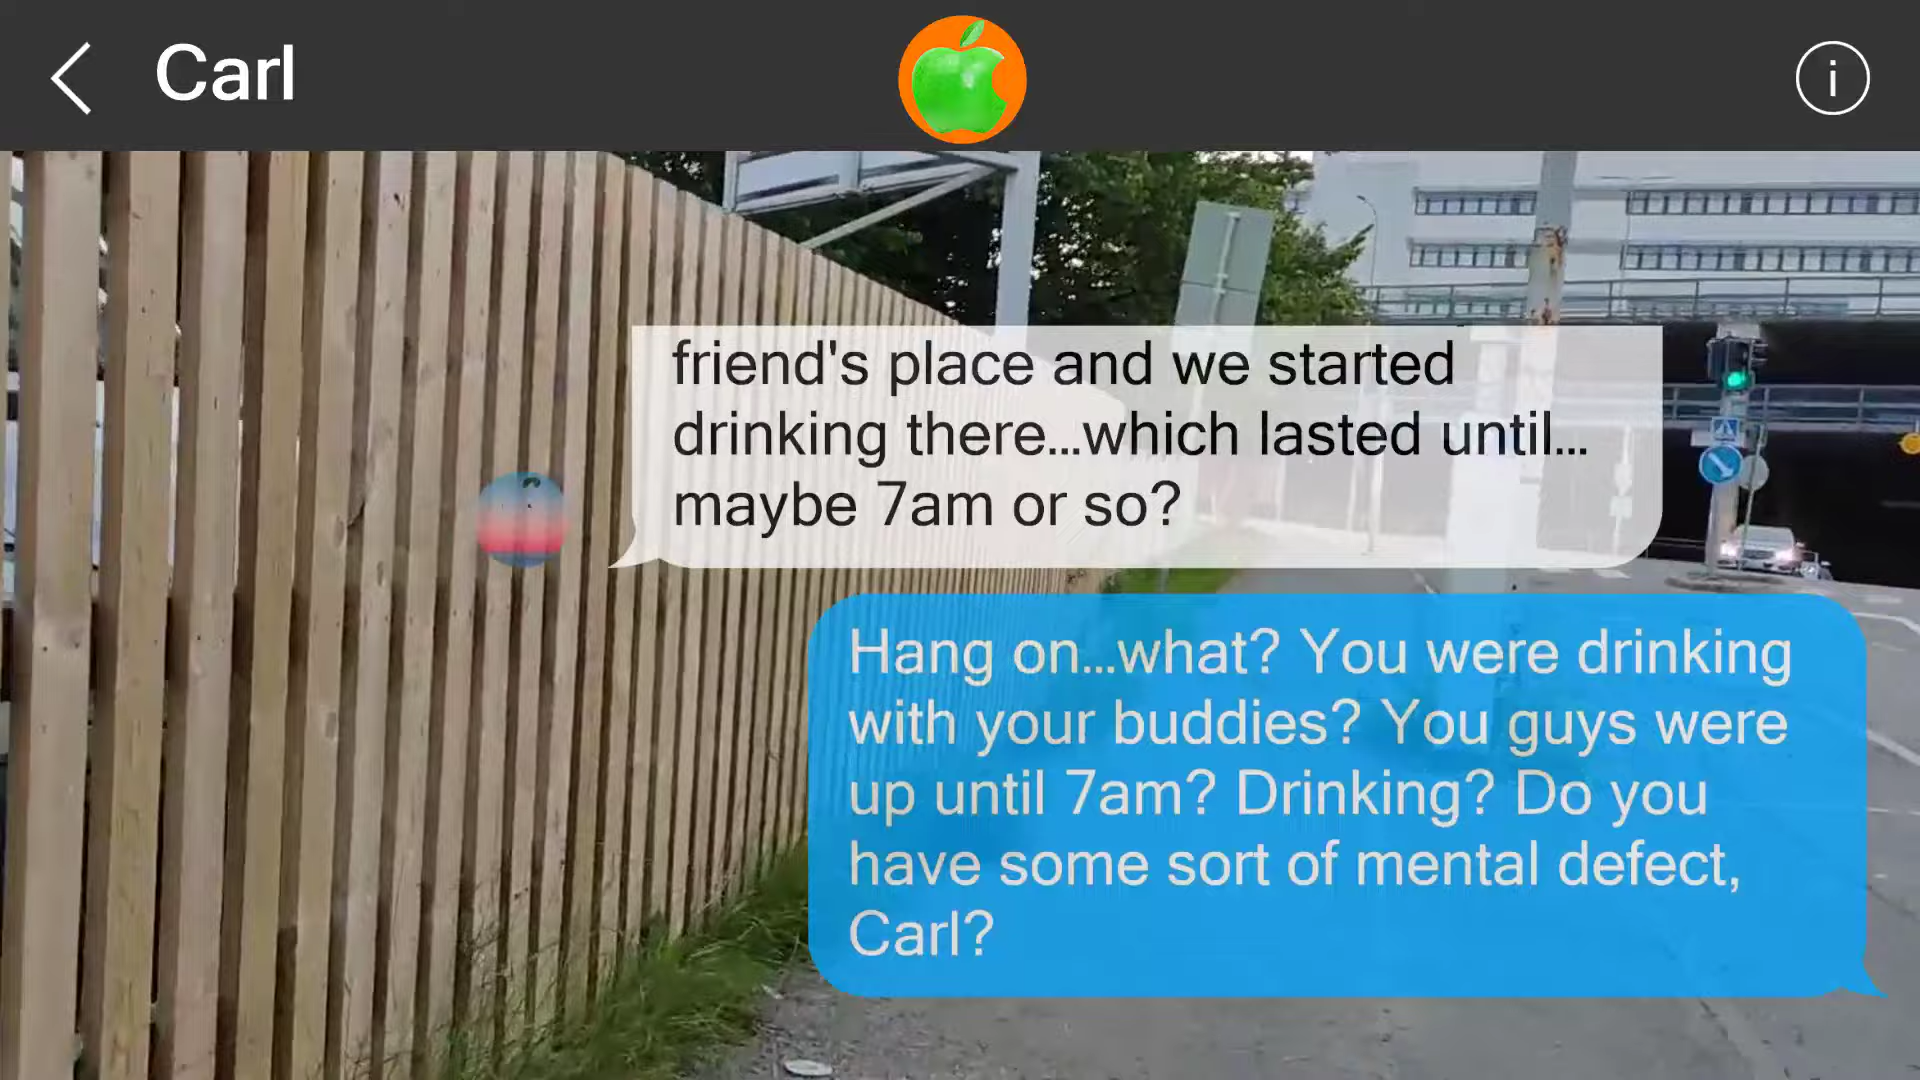 Carl
i
friend's place and we started
drinking there...which lasted until...
maybe 7am or so?
Hang on...what? You were drinking
with your buddies? You guys were
up until 7am? Drinking? Do you
have some sort of mental defect,
Carl?